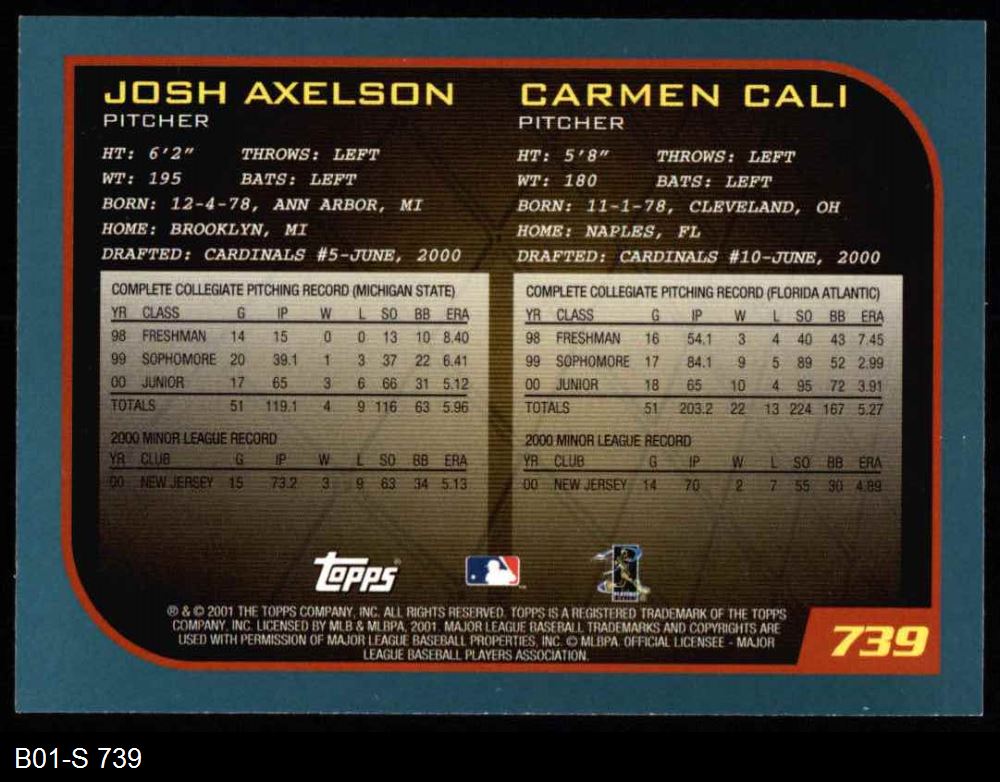 JOSH AXELSON
PITCHER
HT: 6'2" THROWS: LEFT
WT: 195 BATS: LEFT
BORN: 12-4-78, ANN ARBOR, MI
HOME: BROOKLYN, MI
DRAFTED: CARDINALS #5-JUNE, 2000
COMPLETE COLLEGIATE PITCHING RECORD (MICHIGAN STATE)
YR CLASS G IP W L SO BB ERA
98 FRESHMAN 14 15 0 0 13 10 8.40
99 SOPHOMORE 20 39.1 1 3 37 22 6.41
00 JUNIOR 17 65 3 6 66 31 5.12
TOTALS 51 119.1 4 9 116 63 5.96
2000 MINOR LEAGUE RECORD
YR CLUB G IP W L SO BB ERA
00 NEW JERSEY 15 73.2 3 9 63 34 5.13
CARMEN CALI
PITCHER
HT: 5'8" THROWS: LEFT
WT: 180 BATS: LEFT
BORN: 11-1-78, CLEVELAND, OH
HOME: NAPLES, FL
DRAFTED: CARDINALS #10-JUNE, 2000
COMPLETE COLLEGIATE PITCHING RECORD (FLORIDA ATLANTIC)
YR CLASS G IP W L SO BB ERA
98 FRESHMAN 16 54.1 3 4 40 43 7.45
99 SOPHOMORE 17 84.1 9 5 89 52 2.99
00 JUNIOR 18 65 10 4 95 72 3.91
TOTALS 51 203.2 22 13 224 167 5.27
2000 MINOR LEAGUE RECORD
YR CLUB G IP W L SO BB ERA
00 NEW JERSEY 14 70 2 7 55 30 4.89
Topps
® & © 2001 THE TOPPS COMPANY, INC. ALL RIGHTS RESERVED. TOPPS IS A REGISTERED TRADEMARK OF THE TOPPS
COMPANY, INC. LICENSED BY MLB & MLBPA, 2001. MAJOR LEAGUE BASEBALL TRADEMARKS AND COPYRIGHTS ARE
USED WITH PERMISSION OF MAJOR LEAGUE BASEBALL PROPERTIES, INC. © MLBPA. OFFICIAL LICENSEE - MAJOR
LEAGUE BASEBALL PLAYERS ASSOCIATION.
739
B01-S 739